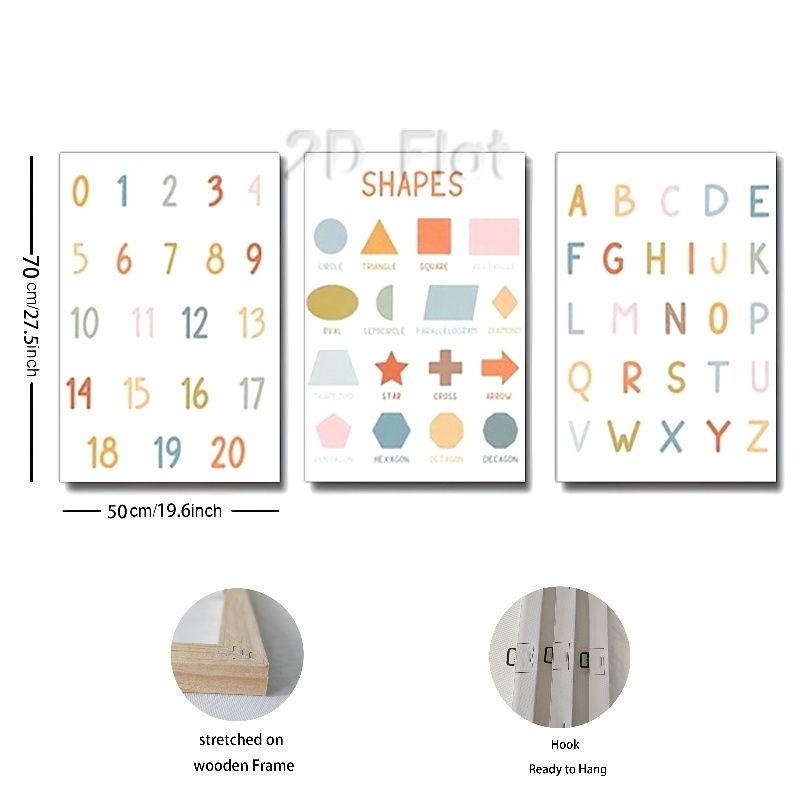 2D Flat
0 1 2 3 4
5 6 7 8 9
10 11 12 13
14 15 16 17
18 19 20
SHAPES
CIRCLE TRIANGLE SQUARE RECTANGLE
OVAL SEMICIRCLE PARALLELOGRAM DIAMOND
TRAPEZOID STAR CROSS ARROW
PENTAGON HEXAGON OCTAGON DECAGON
A B C D E
F G H I J K
L M N O P
Q R S T U
V W X Y Z
70 cm/27.5inch
50 cm/19.6inch
stretched on
wooden Frame
Hook
Ready to Hang